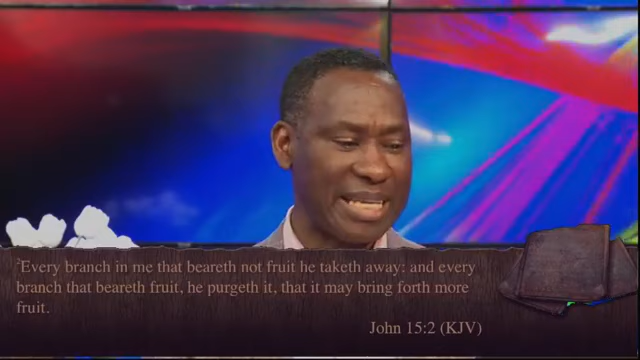 ²Every branch in me that beareth not fruit he taketh away: and every
branch that beareth fruit, he purgeth it, that it may bring forth more
fruit.
John 15:2 (KJV)